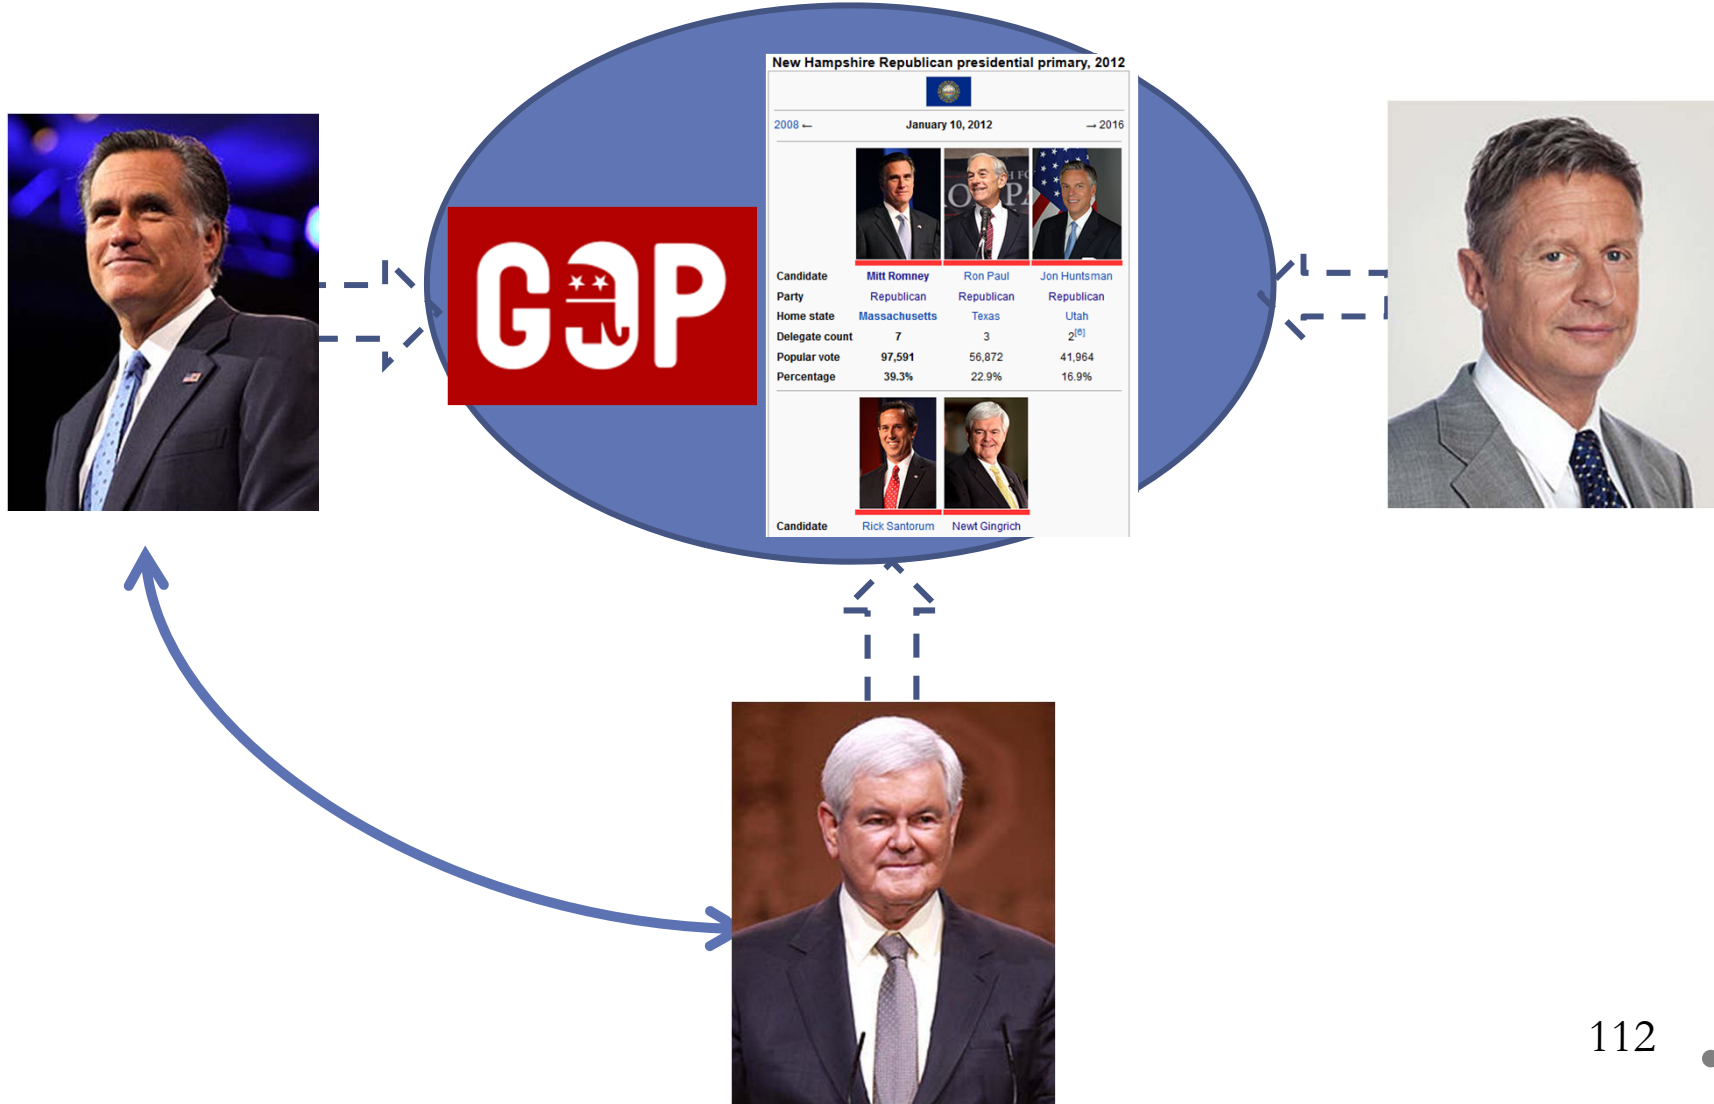 New Hampshire Republican presidential primary, 2012
2008 ← January 10, 2012 → 2016
GOP
Candidate Mitt Romney Ron Paul Jon Huntsman
Party Republican Republican Republican
Home state Massachusetts Texas Utah
Delegate count 7 3 2[6]
Popular vote 97,591 56,872 41,964
Percentage 39.3% 22.9% 16.9%
Candidate Rick Santorum Newt Gingrich
112